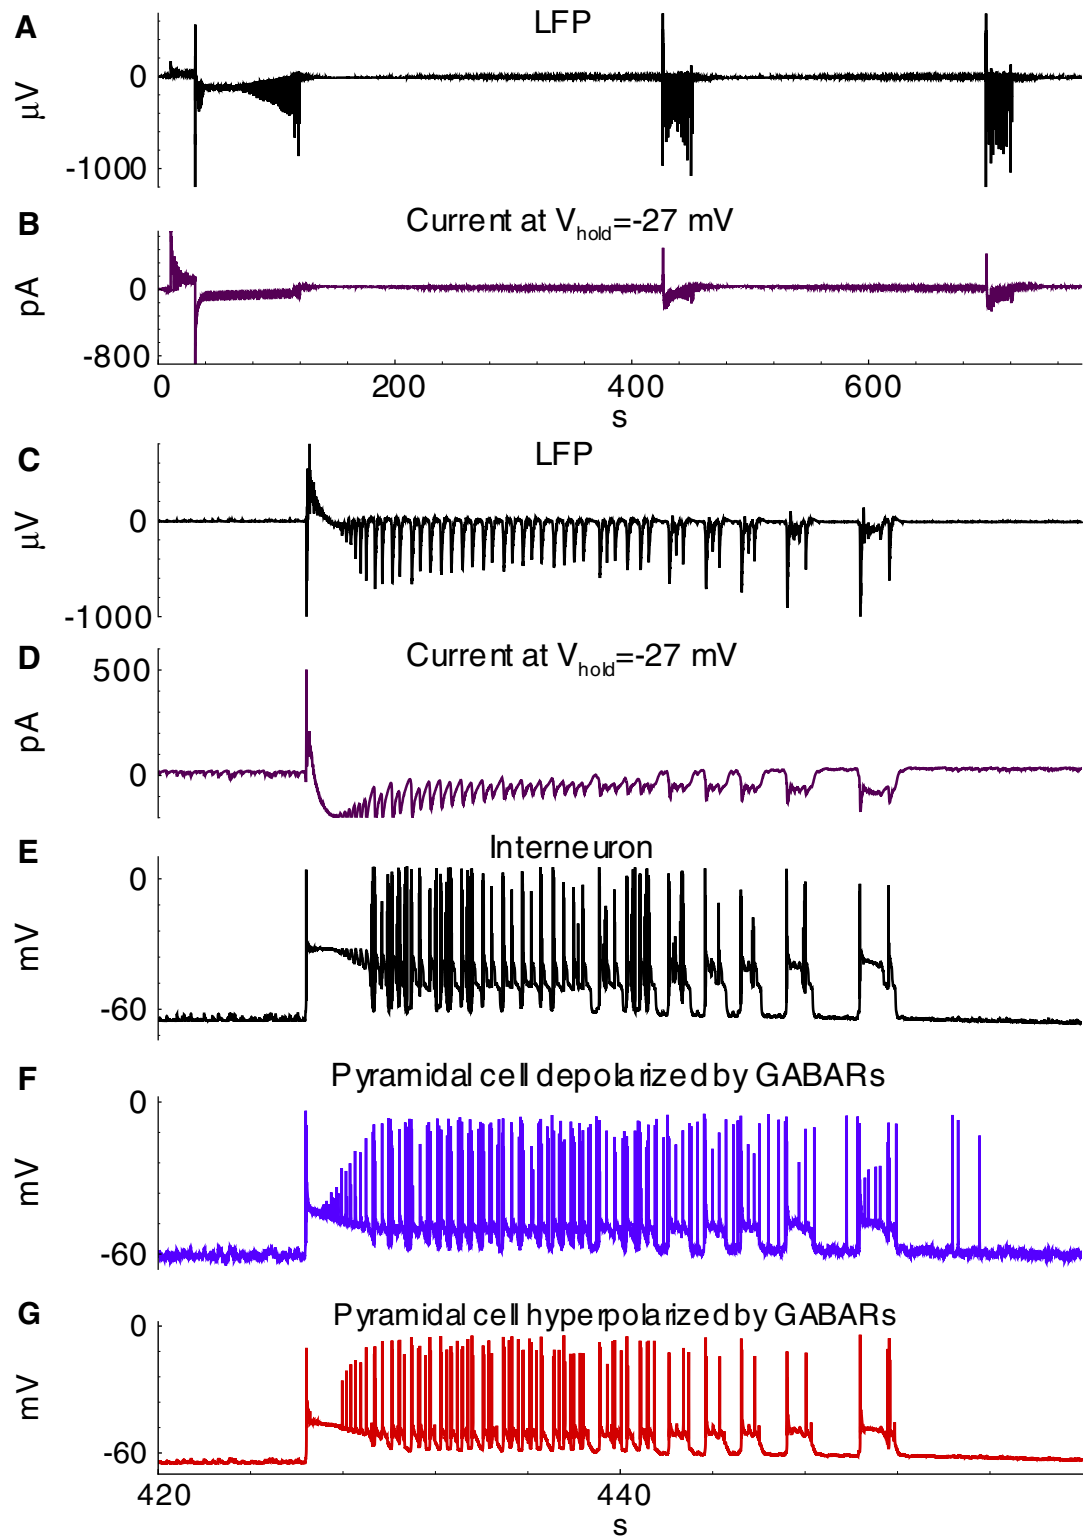 A
LFP
0
-1000
μV
B
Current at Vhold=-27 mV
0
-800
pA
0 200 400 600
s
C
LFP
0
-1000
μV
D
Current at Vhold=-27 mV
500
0
pA
E
Interneuron
0
-60
mV
F
Pyramidal cell depolarized by GABARs
0
-60
mV
G
Pyramidal cell hyperpolarized by GABARs
0
-60
mV
420 440
s